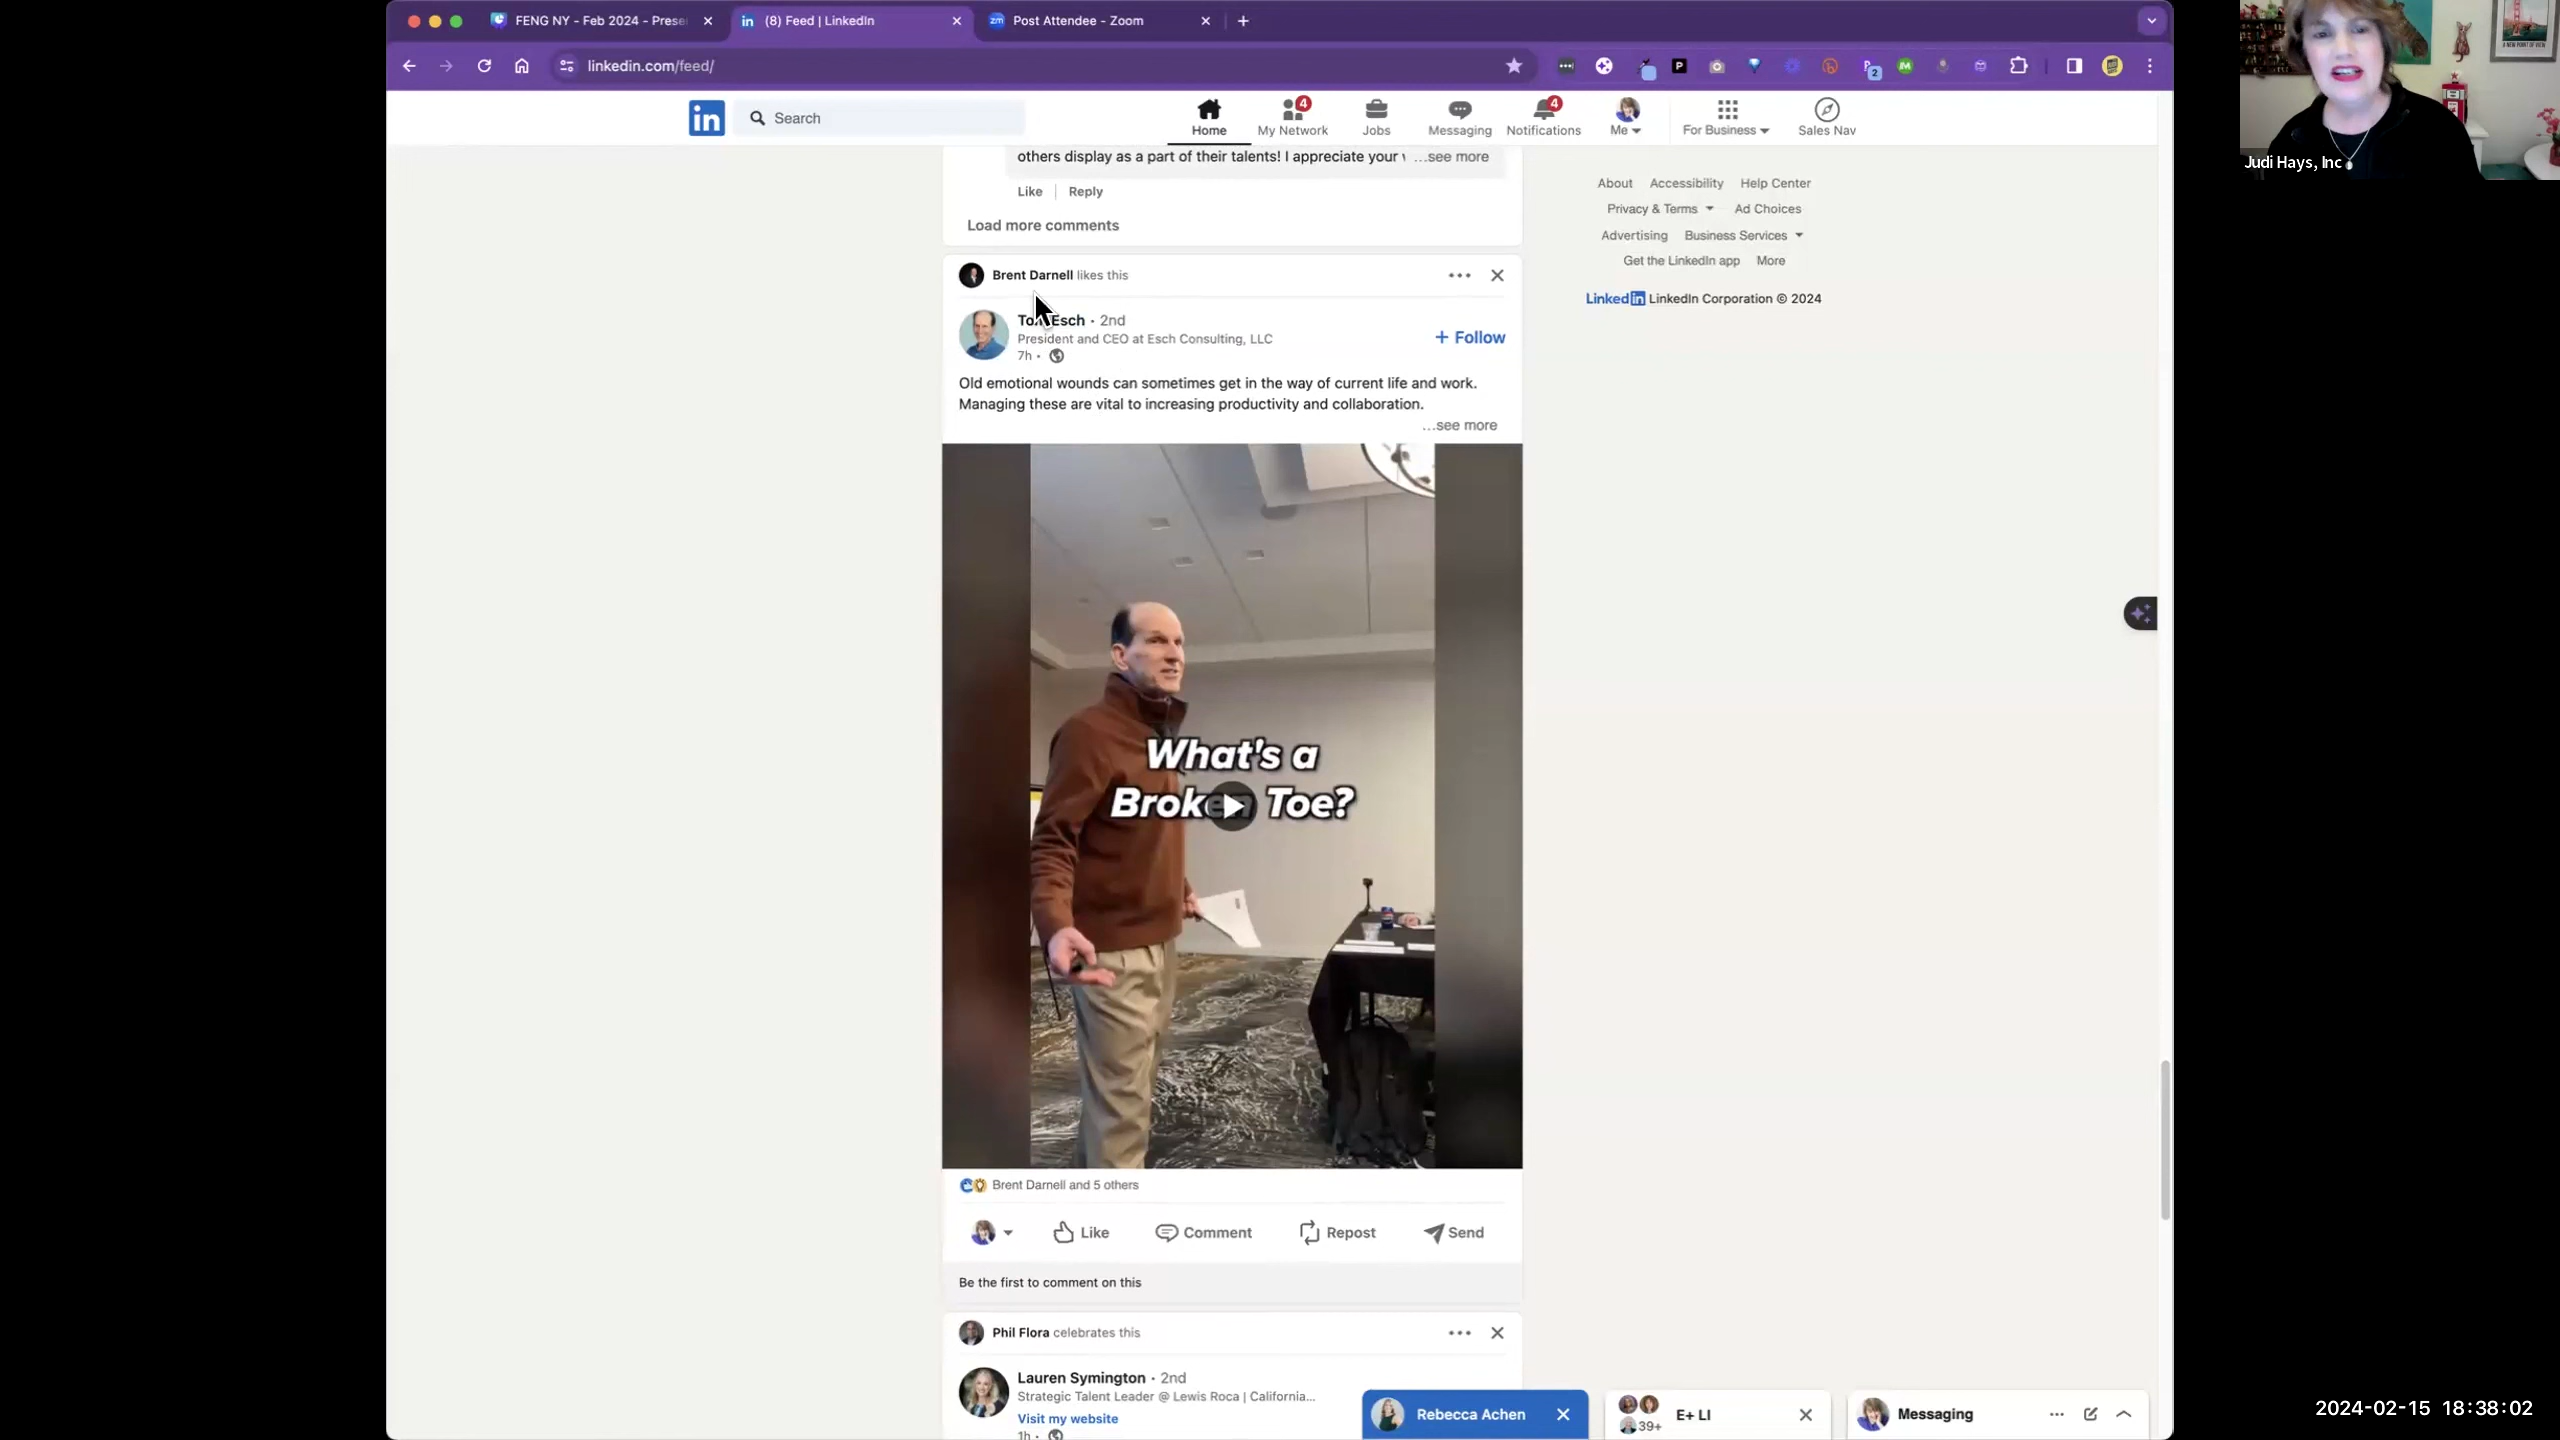 FENG NY - Feb 2024 - Prese
(8) Feed | LinkedIn
Post Attendee - Zoom
linkedin.com/feed/
in
Search
Home
4
My Network
Jobs
Messaging
4
Notifications
Me
For Business
Sales Nav
Judi Hays, Inc
others display as a part of their talents! I appreciate your
…see more
Like
Reply
Load more comments
About Accessibility Help Center
Privacy & Terms Ad Choices
Advertising Business Services
Get the LinkedIn app More
LinkedIn LinkedIn Corporation © 2024
Brent Darnell likes this
Esch · 2nd
President and CEO at Esch Consulting, LLC
7h •
+ Follow
Old emotional wounds can sometimes get in the way of current life and work.
Managing these are vital to increasing productivity and collaboration.
…see more
What's a
Broken Toe?
Brent Darnell and 5 others
Like
Comment
Repost
Send
Be the first to comment on this
Phil Flora celebrates this
Lauren Symington · 2nd
Strategic Talent Leader @ Lewis Roca | California...
Visit my website
1h •
Rebecca Achen
39+
E+ LI
Messaging
2024-02-15 18:38:02